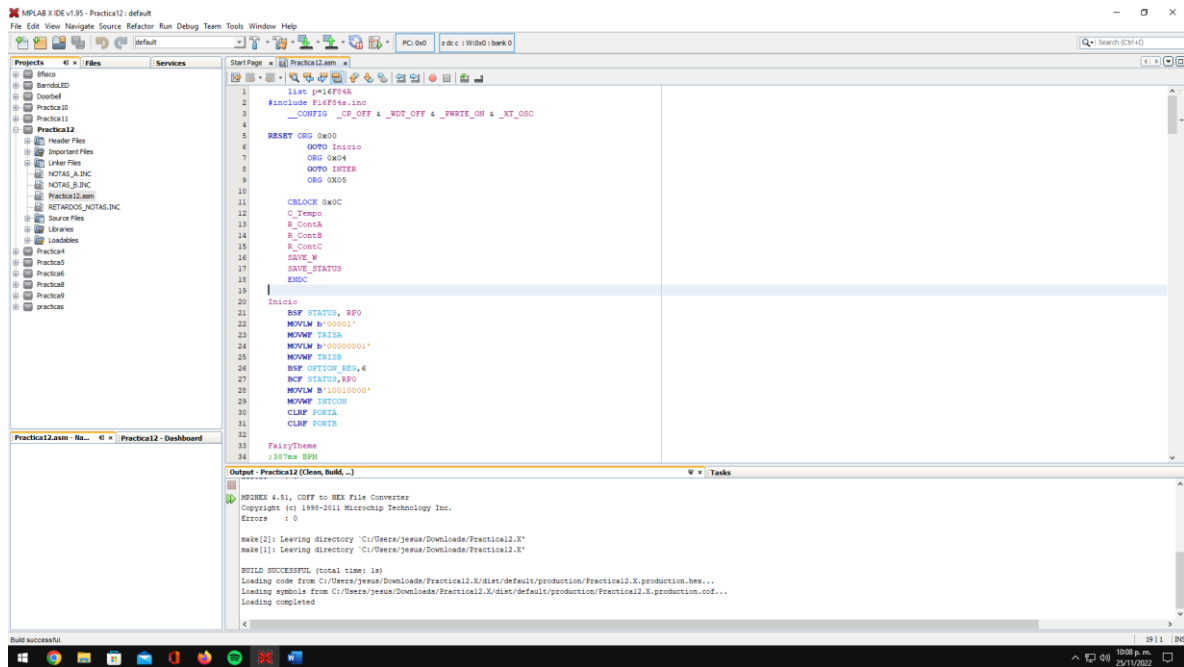 MPLAB X IDE v1.95 - Practica12 : default
File Edit View Navigate Source Refactor Run Debug Team Tools Window Help
default
PC: 0x0
z dc c : W:0x0 : bank 0
Search (Ctrl+I)
Projects
Files
Services
Bfisico
BarridoLED
Doorbell
Practica10
Practica11
Practica12
Header Files
Important Files
Linker Files
NOTAS_A.INC
NOTAS_B.INC
Practica12.asm
RETARDOS_NOTAS.INC
Source Files
Libraries
Loadables
Practica4
Practica5
Practica6
Practica8
Practica9
practicas
Practica12.asm - Na...
Practica12 - Dashboard
Start Page
Practica12.asm
1 list p=16F84A
2 #include P16F84a.inc
3 __CONFIG _CP_OFF & _WDT_OFF & _PWRTE_ON & _XT_OSC
4
5 RESET ORG 0x00
6 GOTO Inicio
7 ORG 0x04
8 GOTO INTER
9 ORG 0X05
10
11 CBLOCK 0x0C
12 C_Tempo
13 R_ContA
14 R_ContB
15 R_ContC
16 SAVE_W
17 SAVE_STATUS
18 ENDC
19
20 Inicio
21 BSF STATUS, RP0
22 MOVLW b'00001'
23 MOVWF TRISA
24 MOVLW b'00000001'
25 MOVWF TRISB
26 BSF OPTION_REG,6
27 BCF STATUS,RP0
28 MOVLW B'10010000'
29 MOVWF INTCON
30 CLRF PORTA
31 CLRF PORTB
32
33 FairyTheme
34 ;387ms BPM
Output - Practica12 (Clean, Build, ...)
Tasks
MP2HEX 4.51, COFF to HEX File Converter
Copyright (c) 1998-2011 Microchip Technology Inc.
Errors : 0
make[2]: Leaving directory `C:/Users/jesus/Downloads/Practica12.X'
make[1]: Leaving directory `C:/Users/jesus/Downloads/Practica12.X'
BUILD SUCCESSFUL (total time: 1s)
Loading code from C:/Users/jesus/Downloads/Practica12.X/dist/default/production/Practica12.X.production.hex...
Loading symbols from C:/Users/jesus/Downloads/Practica12.X/dist/default/production/Practica12.X.production.cof...
Loading completed
Build successful
19 | 1
INS
10:08 p. m.
25/11/2022